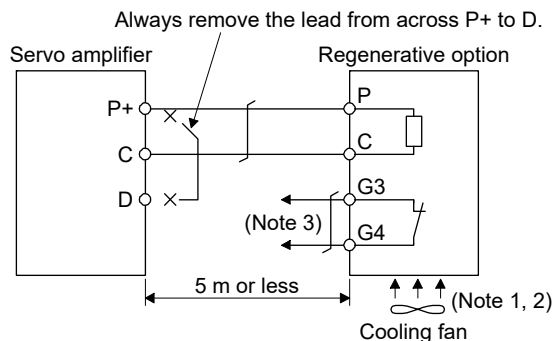 Always remove the lead from across P+ to D.
Servo amplifier
Regenerative option
P+
P
C
C
D
G3
(Note 3)
G4
5 m or less
(Note 1, 2)
Cooling fan